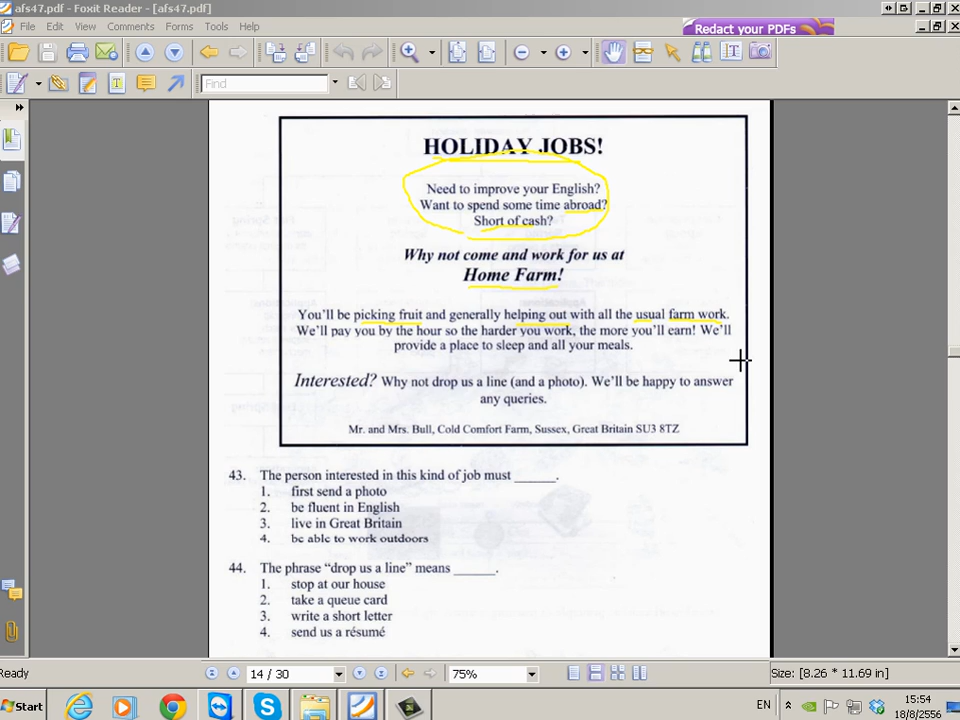 afs47.pdf - Foxit Reader - [afs47.pdf]
File Edit View Comments Forms Tools Help
Redact your PDFs
Find
HOLIDAY JOBS!
Need to improve your English?
Want to spend some time abroad?
Short of cash?
Why not come and work for us at
Home Farm!
You'll be picking fruit and generally helping out with all the usual farm work.
We'll pay you by the hour so the harder you work, the more you'll earn! We'll
provide a place to sleep and all your meals.
Interested? Why not drop us a line (and a photo). We'll be happy to answer
any queries.
Mr. and Mrs. Bull, Cold Comfort Farm, Sussex, Great Britain SU3 8TZ
43. The person interested in this kind of job must ______.
1. first send a photo
2. be fluent in English
3. live in Great Britain
4. be able to work outdoors
44. The phrase “drop us a line” means ______.
1. stop at our house
2. take a queue card
3. write a short letter
4. send us a résumé
Ready 14 / 30 75% Size: [8.26 * 11.69 in]
Start EN 15:54
18/8/2556